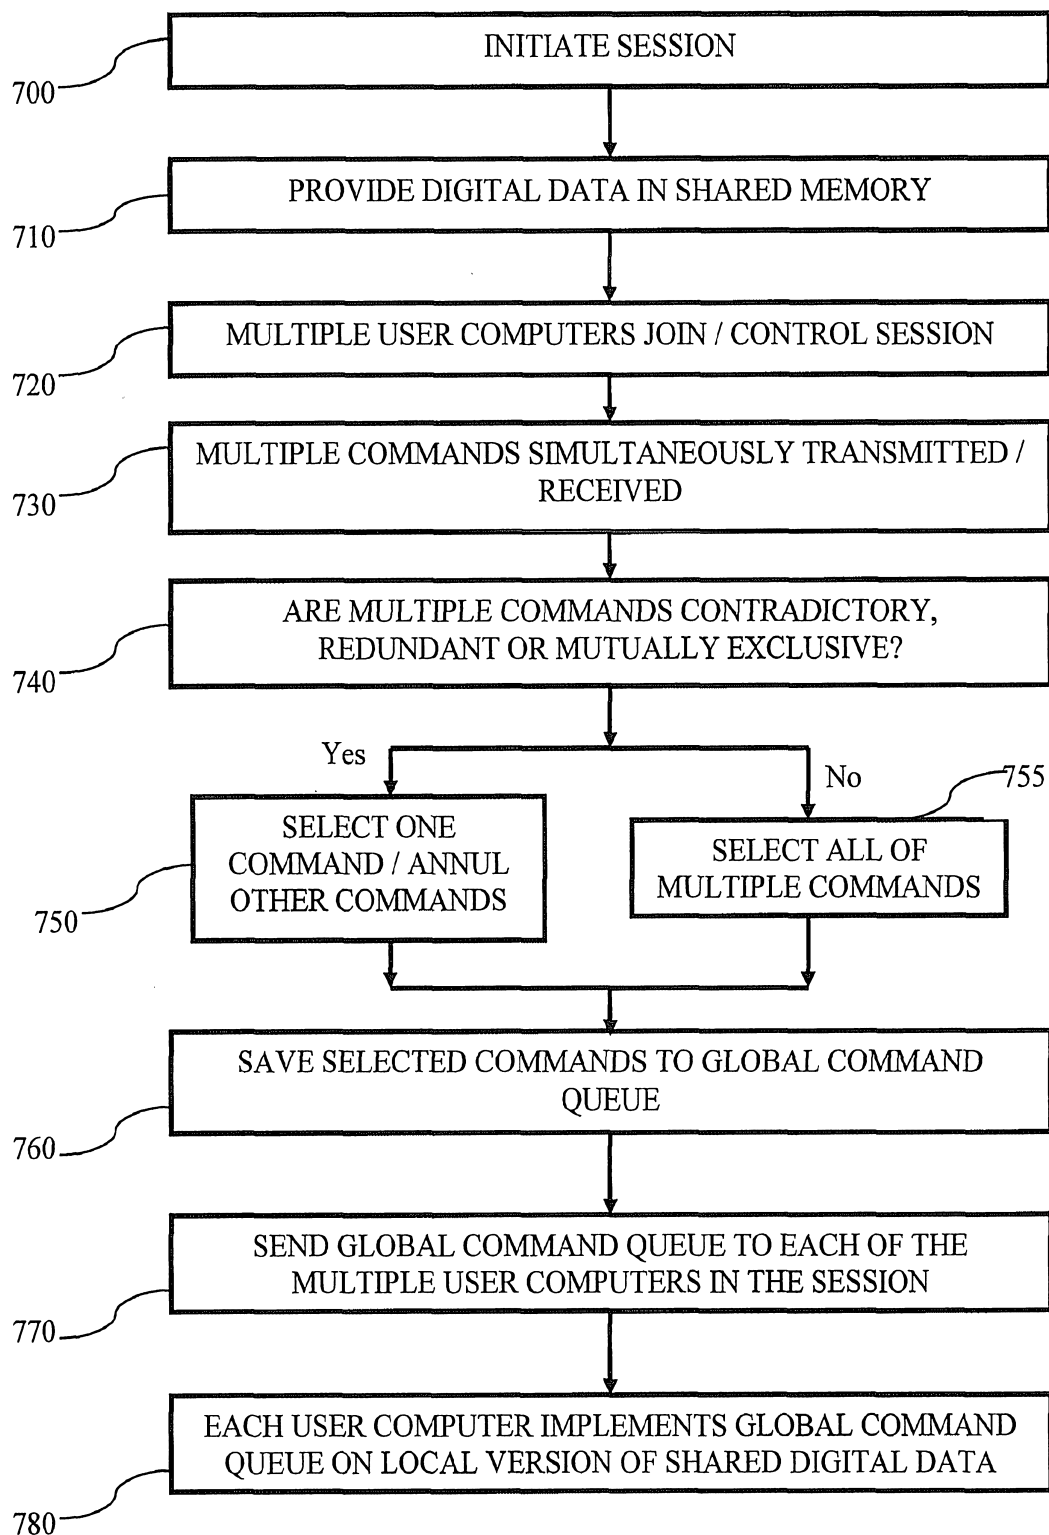 INITIATE SESSION
700
PROVIDE DIGITAL DATA IN SHARED MEMORY
710
MULTIPLE USER COMPUTERS JOIN / CONTROL SESSION
720
MULTIPLE COMMANDS SIMULTANEOUSLY TRANSMITTED /
RECEIVED
730
ARE MULTIPLE COMMANDS CONTRADICTORY,
REDUNDANT OR MUTUALLY EXCLUSIVE?
740
Yes
No
755
SELECT ONE
COMMAND / ANNUL
OTHER COMMANDS
750
SELECT ALL OF
MULTIPLE COMMANDS
SAVE SELECTED COMMANDS TO GLOBAL COMMAND
QUEUE
760
SEND GLOBAL COMMAND QUEUE TO EACH OF THE
MULTIPLE USER COMPUTERS IN THE SESSION
770
EACH USER COMPUTER IMPLEMENTS GLOBAL COMMAND
QUEUE ON LOCAL VERSION OF SHARED DIGITAL DATA
780